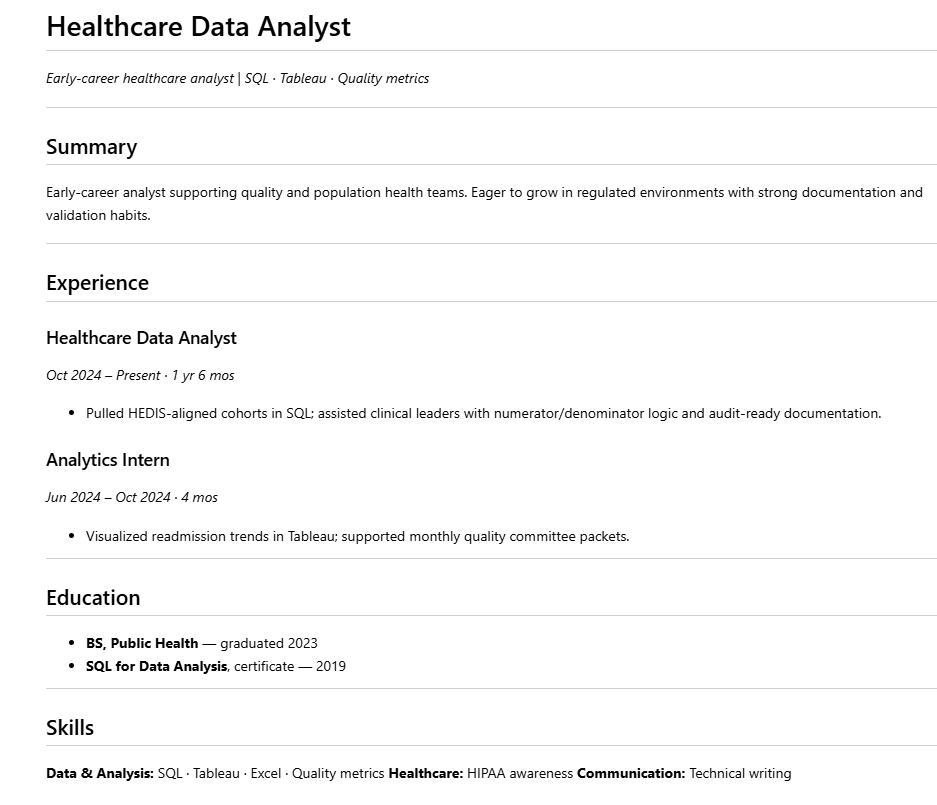 Healthcare Data Analyst
Early-career healthcare analyst | SQL · Tableau · Quality metrics
Summary
Early-career analyst supporting quality and population health teams. Eager to grow in regulated environments with strong documentation and
validation habits.
Experience
Healthcare Data Analyst
Oct 2024 – Present · 1 yr 6 mos
• Pulled HEDIS-aligned cohorts in SQL; assisted clinical leaders with numerator/denominator logic and audit-ready documentation.
Analytics Intern
Jun 2024 – Oct 2024 · 4 mos
• Visualized readmission trends in Tableau; supported monthly quality committee packets.
Education
• BS, Public Health — graduated 2023
• SQL for Data Analysis, certificate — 2019
Skills
Data & Analysis: SQL · Tableau · Excel · Quality metrics Healthcare: HIPAA awareness Communication: Technical writing